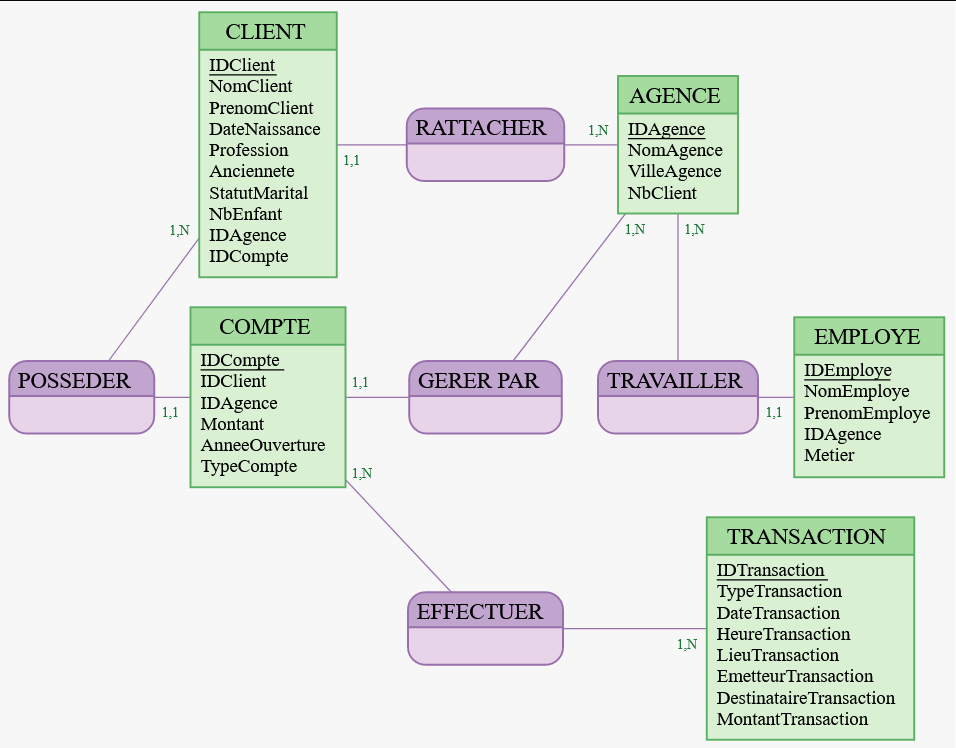 CLIENT
IDClient
NomClient
PrenomClient
DateNaissance
Profession
Anciennete
StatutMarital
NbEnfant
IDAgence
IDCompte
1,1
RATTACHER
1,N
AGENCE
IDAgence
NomAgence
VilleAgence
NbClient
1,N
1,N
1,N
POSSEDER
1,1
COMPTE
IDCompte
IDClient
IDAgence
Montant
AnneeOuverture
TypeCompte
1,1
GERER PAR
TRAVAILLER
1,1
EMPLOYE
IDEmploye
NomEmploye
PrenomEmploye
IDAgence
Metier
1,N
EFFECTUER
1,N
TRANSACTION
IDTransaction
TypeTransaction
DateTransaction
HeureTransaction
LieuTransaction
EmetteurTransaction
DestinataireTransaction
MontantTransaction